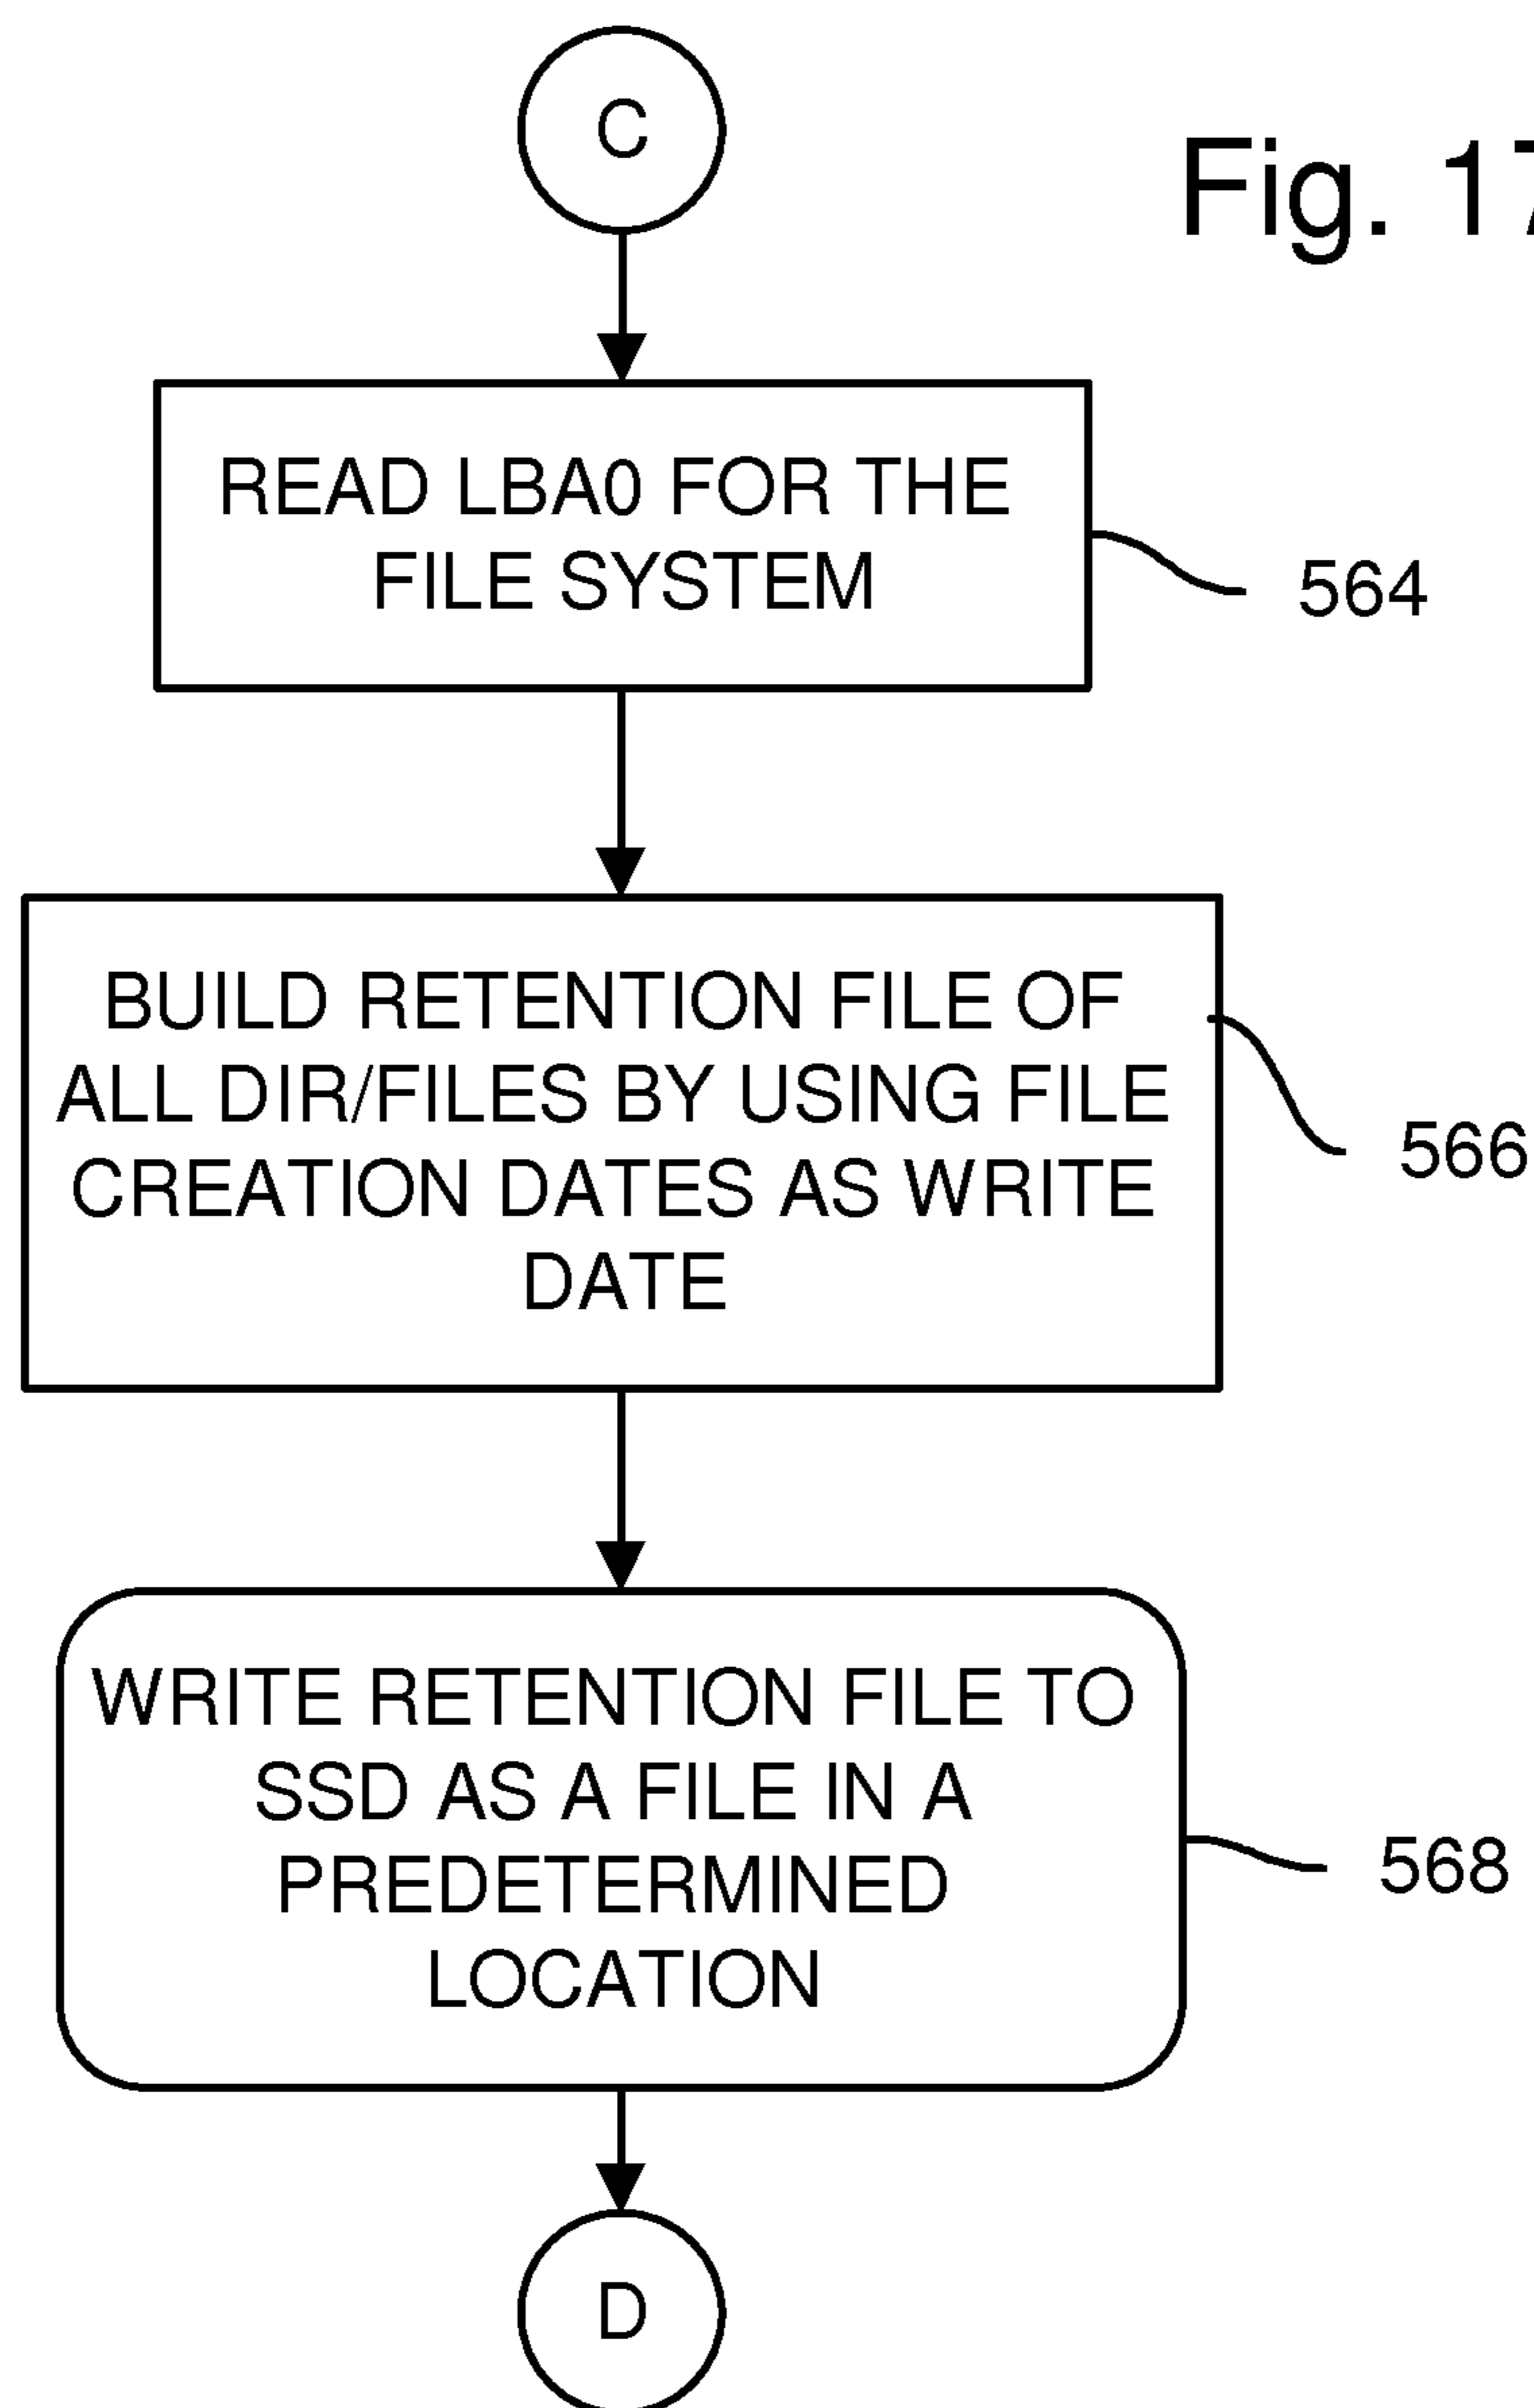 C
Fig. 17
READ LBA0 FOR THE
FILE SYSTEM
564
BUILD RETENTION FILE OF
ALL DIR/FILES BY USING FILE
CREATION DATES AS WRITE
DATE
566
WRITE RETENTION FILE TO
SSD AS A FILE IN A
PREDETERMINED
LOCATION
568
D